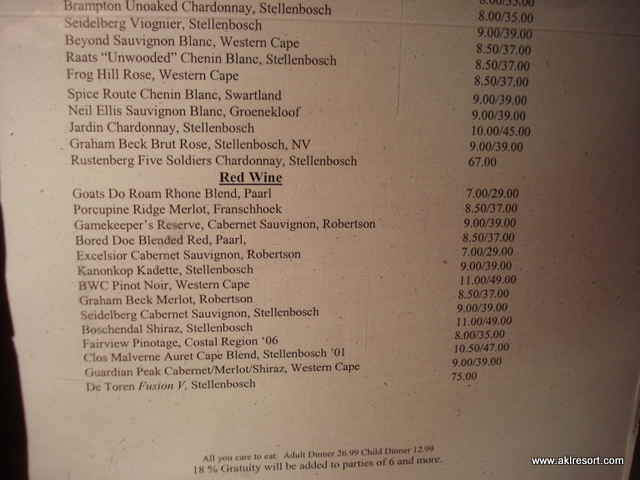 8.00/35.00
Brampton Unoaked Chardonnay, Stellenbosch 8.00/35.00
Seidelberg Viognier, Stellenbosch 9.00/39.00
Beyond Sauvignon Blanc, Western Cape 8.50/37.00
Raats “Unwooded” Chenin Blanc, Stellenbosch 8.50/37.00
Frog Hill Rose, Western Cape 8.50/37.00
Spice Route Chenin Blanc, Swartland 9.00/39.00
Neil Ellis Sauvignon Blanc, Groenekloof 9.00/39.00
Jardin Chardonnay, Stellenbosch 10.00/45.00
Graham Beck Brut Rose, Stellenbosch, NV 9.00/39.00
Rustenberg Five Soldiers Chardonnay, Stellenbosch 67.00
Red Wine
Goats Do Roam Rhone Blend, Paarl 7.00/29.00
Porcupine Ridge Merlot, Franschhoek 8.50/37.00
Gamekeeper’s Reserve, Cabernet Sauvignon, Robertson 9.00/39.00
Bored Doe Blended Red, Paarl, 8.50/37.00
Excelsior Cabernet Sauvignon, Robertson 7.00/29.00
Kanonkop Kadette, Stellenbosch 9.00/39.00
BWC Pinot Noir, Western Cape 11.00/49.00
Graham Beck Merlot, Robertson 8.50/37.00
Seidelberg Cabernet Sauvignon, Stellenbosch 9.00/39.00
Boschendal Shiraz, Stellenbosch 11.00/49.00
Fairview Pinotage, Costal Region ‘06 8.00/35.00
Clos Malverne Auret Cape Blend, Stellenbosch ’01 10.50/47.00
Guardian Peak Cabernet/Merlot/Shiraz, Western Cape 9.00/39.00
De Toren Fusion V, Stellenbosch 75.00
All you care to eat: Adult Dinner 26.99 Child Dinner 12.99
18 % Gratuity will be added to parties of 6 and more.
www.aklresort.com